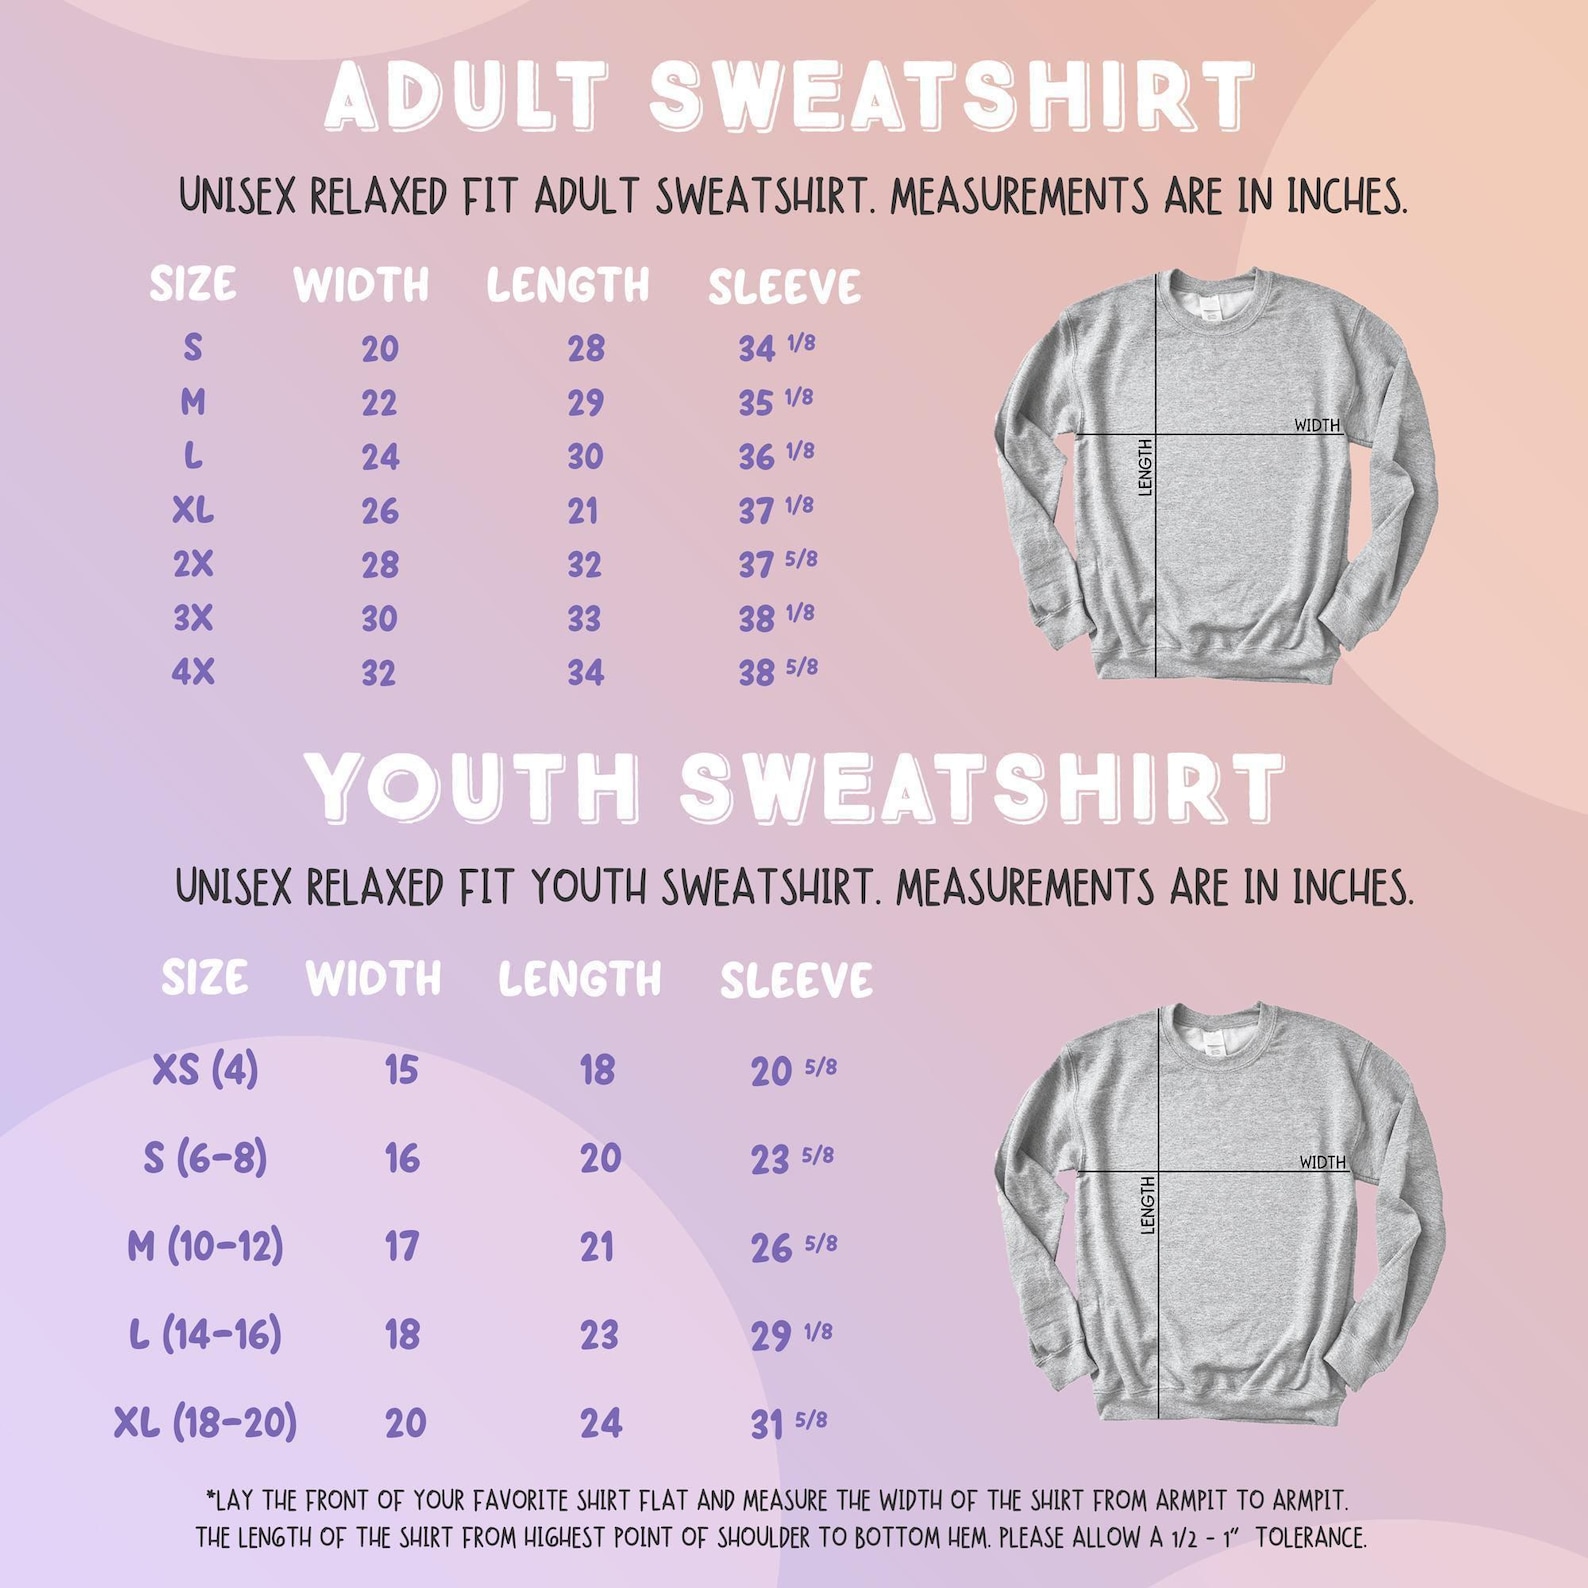 ADULT SWEATSHIRT
UNISEX RELAXED FIT ADULT SWEATSHIRT. MEASUREMENTS ARE IN INCHES.
SIZE WIDTH LENGTH SLEEVE
S 20 28 34 1/8
M 22 29 35 1/8
L 24 30 36 1/8
XL 26 21 37 1/8
2X 28 32 37 5/8
3X 30 33 38 1/8
4X 32 34 38 5/8
WIDTH
LENGTH
YOUTH SWEATSHIRT
UNISEX RELAXED FIT YOUTH SWEATSHIRT. MEASUREMENTS ARE IN INCHES.
SIZE WIDTH LENGTH SLEEVE
XS (4) 15 18 20 5/8
S (6-8) 16 20 23 5/8
M (10-12) 17 21 26 5/8
L (14-16) 18 23 29 1/8
XL (18-20) 20 24 31 5/8
WIDTH
LENGTH
*LAY THE FRONT OF YOUR FAVORITE SHIRT FLAT AND MEASURE THE WIDTH OF THE SHIRT FROM ARMPIT TO ARMPIT.
THE LENGTH OF THE SHIRT FROM HIGHEST POINT OF SHOULDER TO BOTTOM HEM. PLEASE ALLOW A 1/2 - 1" TOLERANCE.